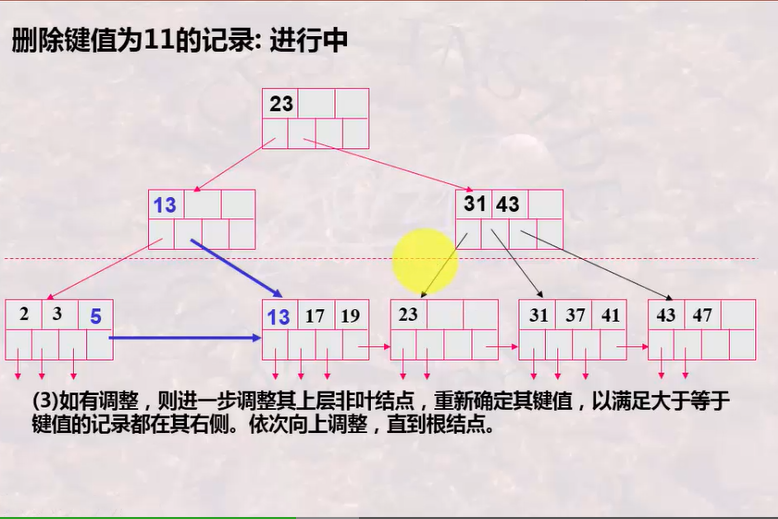 删除键值为11的记录: 进行中
23
13
31 43
2 3 5
13 17 19
23
31 37 41
43 47
(3)如有调整，则进一步调整其上层非叶结点，重新确定其键值，以满足大于等于
键值的记录都在其右侧。依次向上调整，直到根结点。